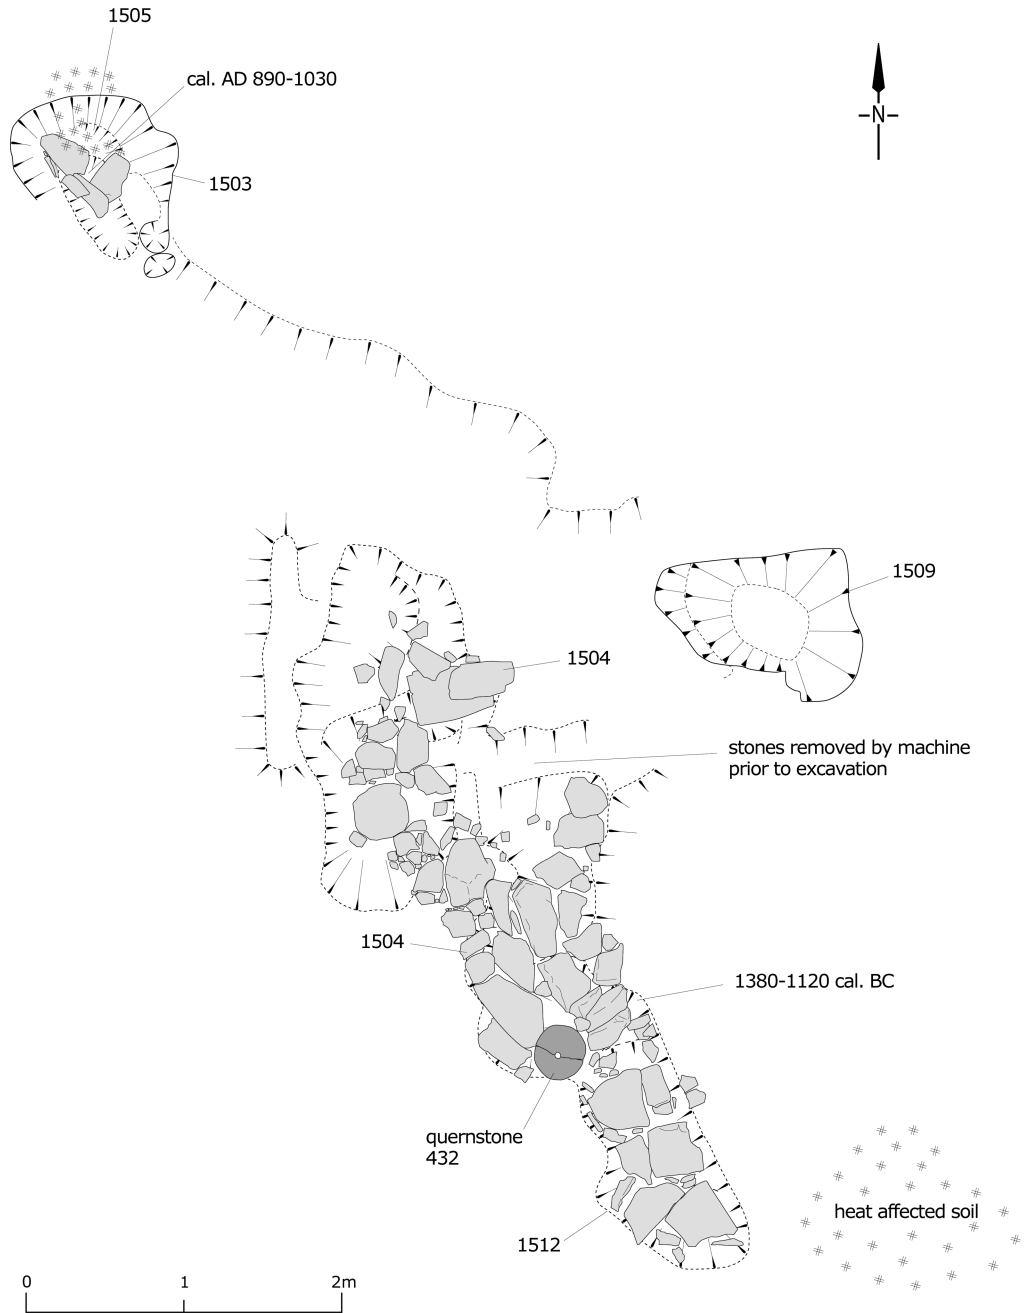 1505
cal. AD 890-1030
N
1503
1509
1504
stones removed by machine
prior to excavation
1504
1380-1120 cal. BC
quernstone
432
heat affected soil
1512
0 1 2m